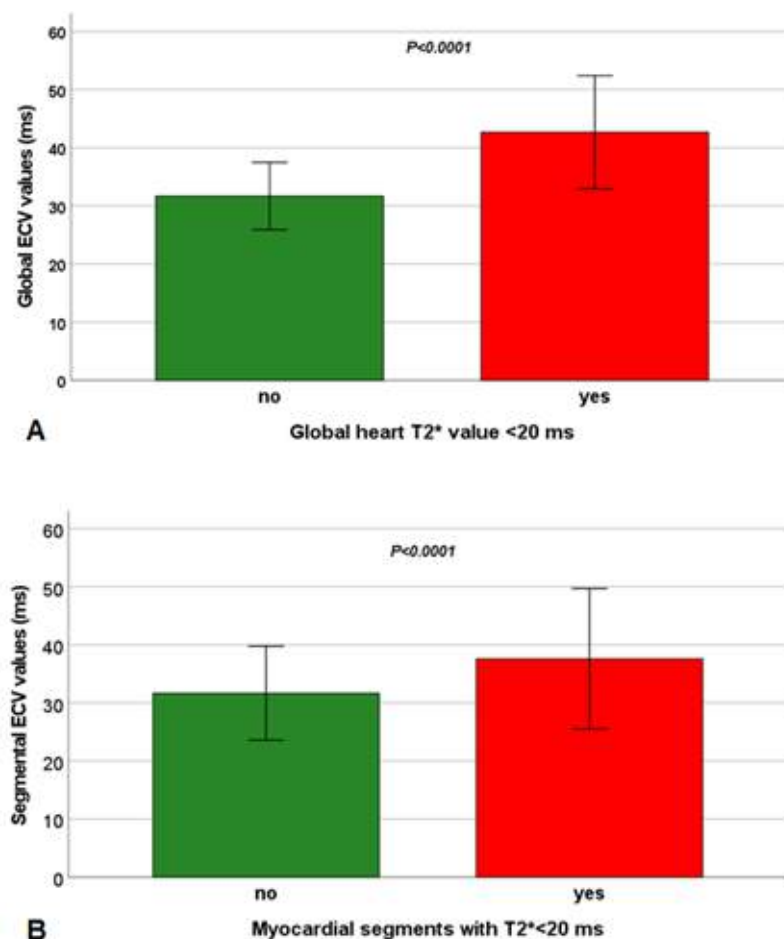 60
P<0.0001
50
40
30
20
10
0
Global ECV values (ms)
no
yes
A
Global heart T2* value <20 ms
60
P<0.0001
50
40
30
20
10
0
Segmental ECV values (ms)
no
yes
B
Myocardial segments with T2*<20 ms